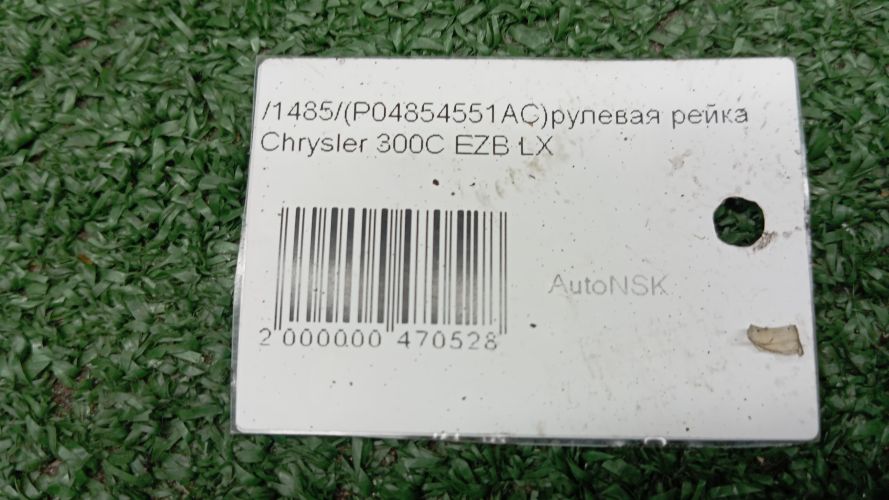 /1485/(P04854551AC)рулевая рейка
Chrysler 300C EZB LX
AutoNSK
2 000000 470528